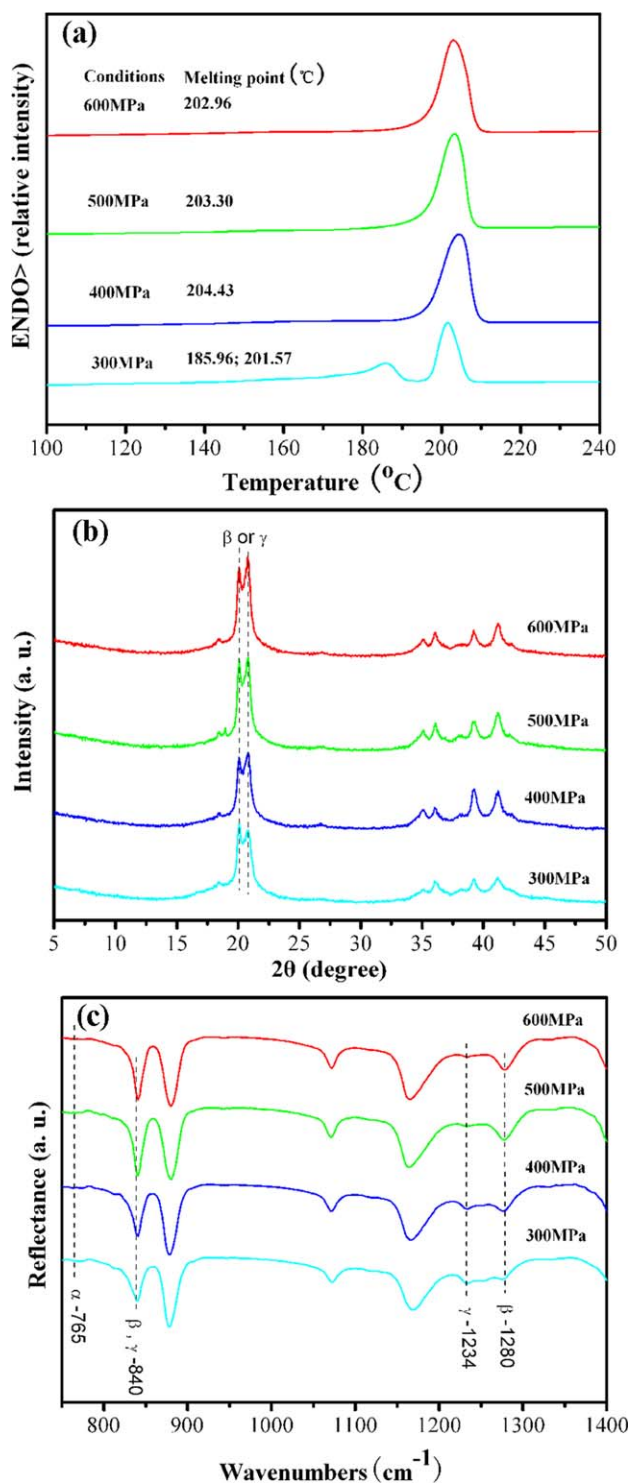 (a)
Conditions Melting point (℃)
600MPa 202.96
500MPa 203.30
400MPa 204.43
300MPa 185.96; 201.57
ENDO> (relative intensity)
100 120 140 160 180 200 220 240
Temperature (⁰C)
(b)
β or γ
600MPa
500MPa
400MPa
300MPa
Intensity (a. u.)
5 10 15 20 25 30 35 40 45 50
2θ (degree)
(c)
600MPa
500MPa
400MPa
300MPa
Reflectance (a. u.)
α -765
β , γ -840
γ -1234
β -1280
800 900 1000 1100 1200 1300 1400
Wavenumbers (cm⁻¹)